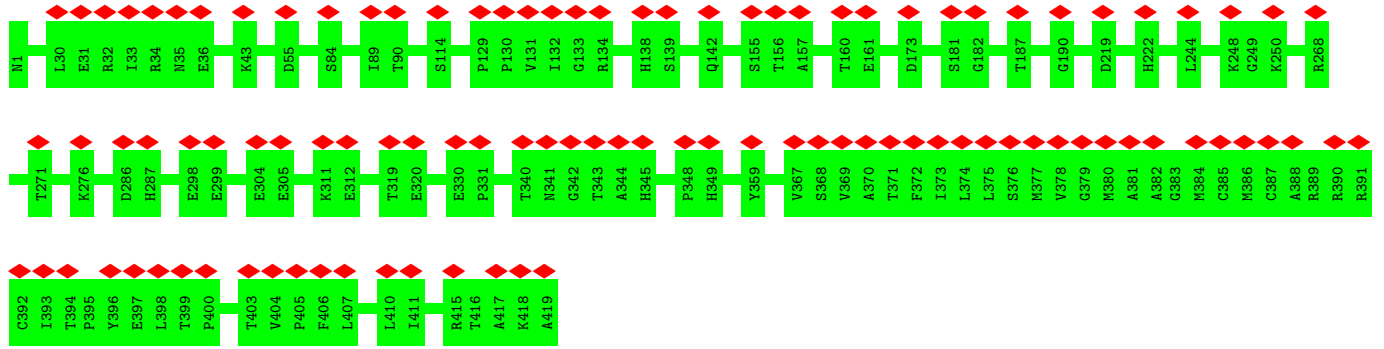 N1 L30 E31 R32 I33 R34 N35 E36 K43 D55 S84 I89 T90 S114 P129 P130 V131 I132 G133 R134 H138 S139 Q142 S155 T156 A157 T160 E161 D173 S181 G182 T187 G190 D219 H222 L244 K248 G249 K250 R268
T271 K276 D286 H287 E298 E299 E304 E305 K311 E312 T319 E320 E330 P331 T340 N341 G342 T343 A344 H345 P348 H349 Y359 V367 S368 V369 A370 T371 F372 I373 L374 L375 S376 M377 V378 G379 M380 A381 A382 G383 M384 C385 M386 C387 A388 R389 R390 R391
C392 I393 T394 P395 Y396 E397 L398 T399 P400 T403 V404 P405 F406 L407 L410 I411 R415 T416 A417 K418 A419